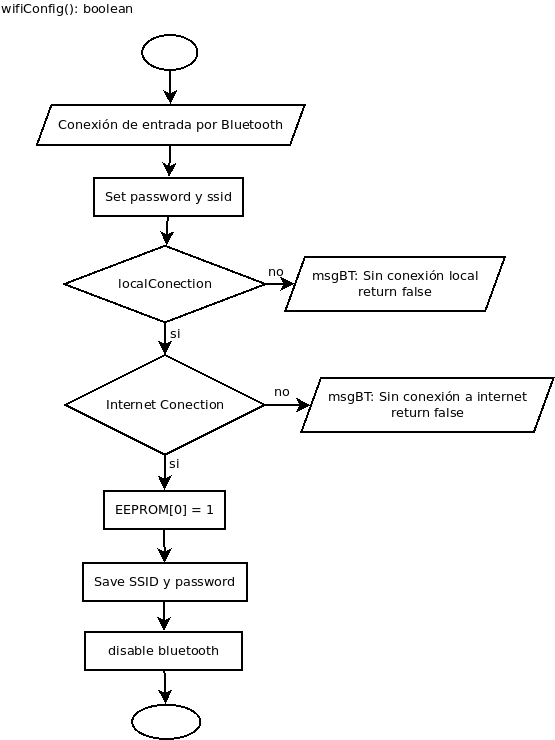 wifiConfig(): boolean
Conexión de entrada por Bluetooth
Set password y ssid
localConection
no
msgBT: Sin conexión local
return false
si
Internet Conection
no
msgBT: Sin conexión a internet
return false
si
EEPROM[0] = 1
Save SSID y password
disable bluetooth